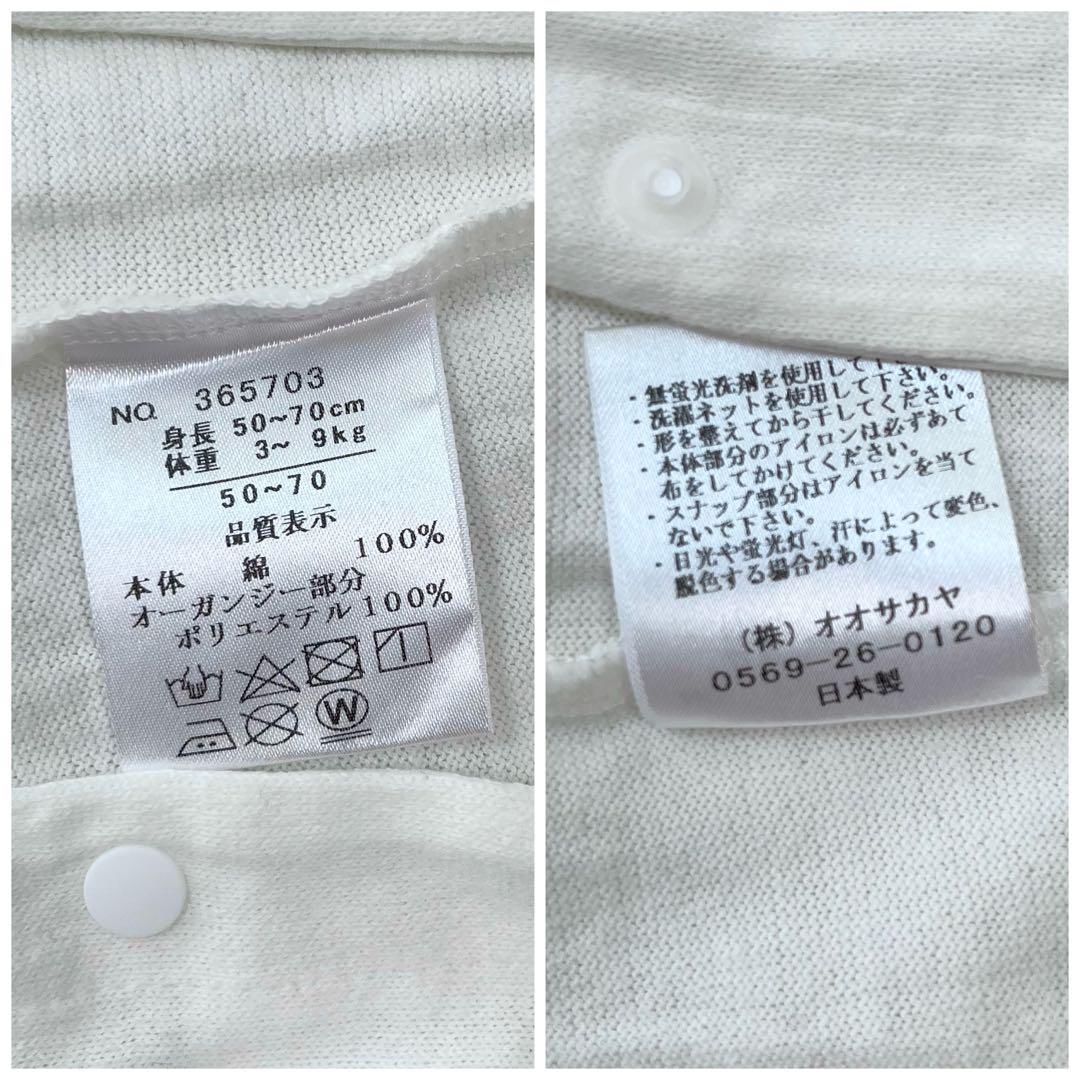 NO. 365703
身長 50~70cm
体重 3~ 9kg
50~70
品質表示
本体 綿 100%
オーガンジー部分
ポリエステル100%
W
・無蛍光洗剤を使用して下さい。
・洗濯ネットを使用して下さい。
・形を整えてから干してください。
・本体部分のアイロンは必ずあて
布をしてかけてください。
・スナップ部分はアイロンを当て
ないで下さい。
・日光や蛍光灯、汗によって変色、
脱色する場合があります。
(株) オオサカヤ
0569-26-0120
日本製